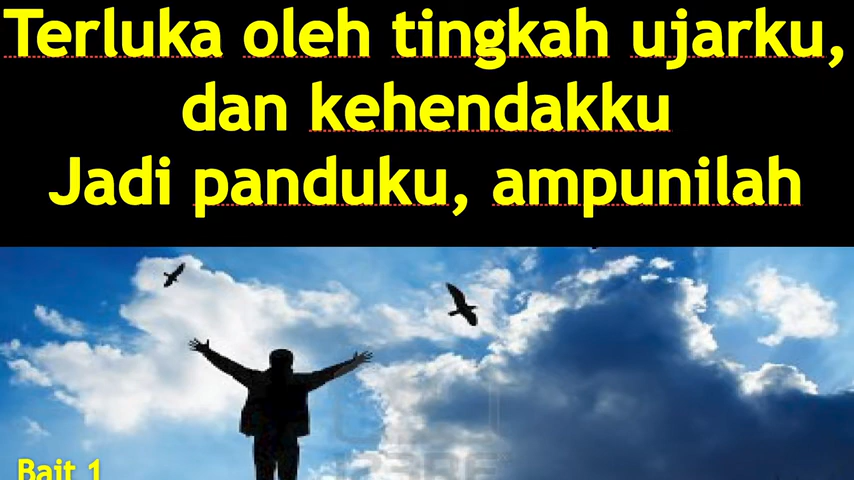 Terluka oleh tingkah ujarku,
dan kehendakku
Jadi panduku, ampunilah
Bait 1